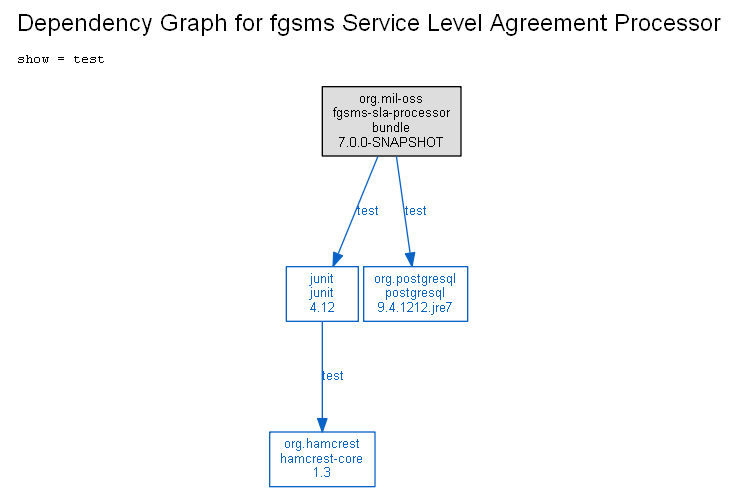 Dependency Graph for fgsms Service Level Agreement Processor
show = test
org.mil-oss
fgsms-sla-processor
bundle
7.0.0-SNAPSHOT
test
test
junit
junit
4.12
org.postgresql
postgresql
9.4.1212.jre7
test
org.hamcrest
hamcrest-core
1.3